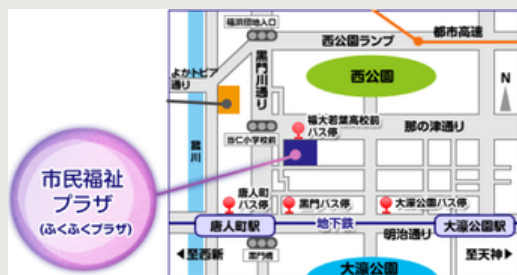 福浜団地入口
西公園ランプ
都市高速
よかトピア
通り
黒門川通り
西公園
N
福大若葉高校前
バス停
那の津通り
当仁小学校前
市民福祉
プラザ
(ふくふくプラザ)
唐人町
バス停
黒門バス停
大濠公園バス停
唐人町駅
地下鉄
大濠公園駅
明治通り
◀至西新
黒門橋
大濠公園
至天神▶